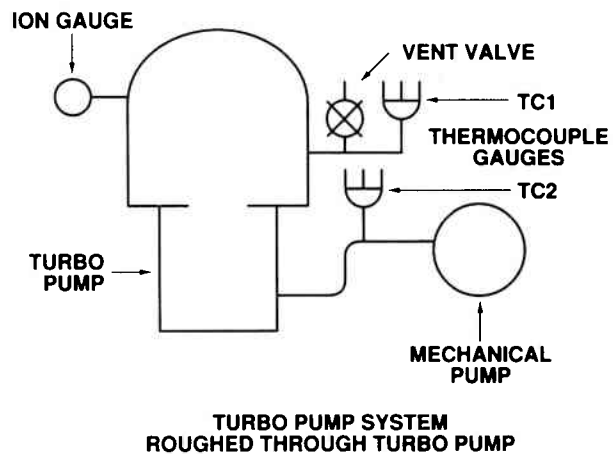 ION GAUGE
VENT VALVE
TC1
THERMOCOUPLE
GAUGES
TC2
TURBO
PUMP
MECHANICAL
PUMP
TURBO PUMP SYSTEM
ROUGHED THROUGH TURBO PUMP